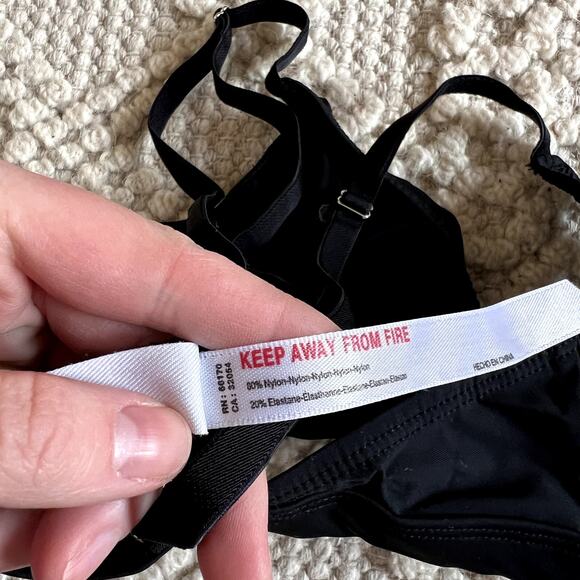 RN: 66170
CA: 32054
KEEP AWAY FROM FIRE
80% Nylon-Nylon-Nylon-Nylon-Nylon
20% Elastane-Elasthanne-Elastane-Elastan-Elastan
HECHO EN CHINA